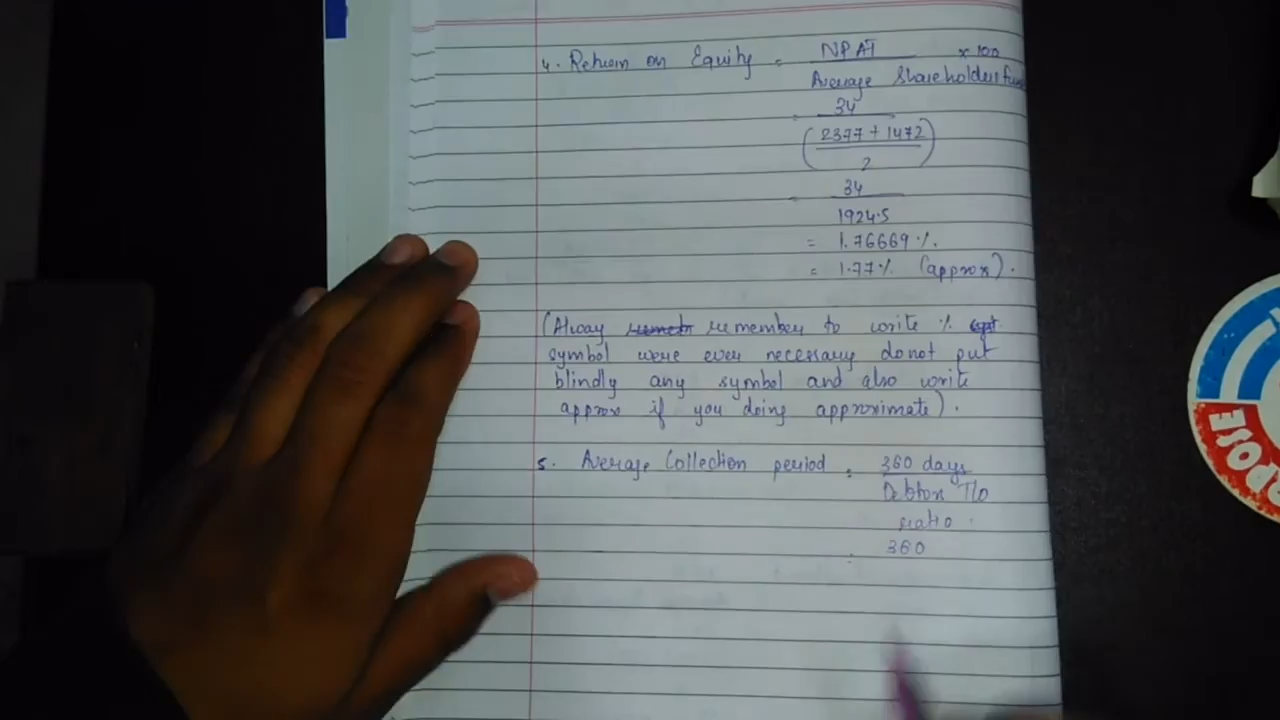 4. Return on Equity = NPAT x 100
Average Shareholders fun
= 34
( 2377 + 1472 )
2
= 34
1924.5
= 1.76669 %.
= 1.77 % (approx).
(Alway remember to write %
symbol were ever necessary do not put
blindly any symbol and also write
approx if you doing approximate).
5. Average Collection period = 360 days
Debtors T/o
ratio
= 360
POSE